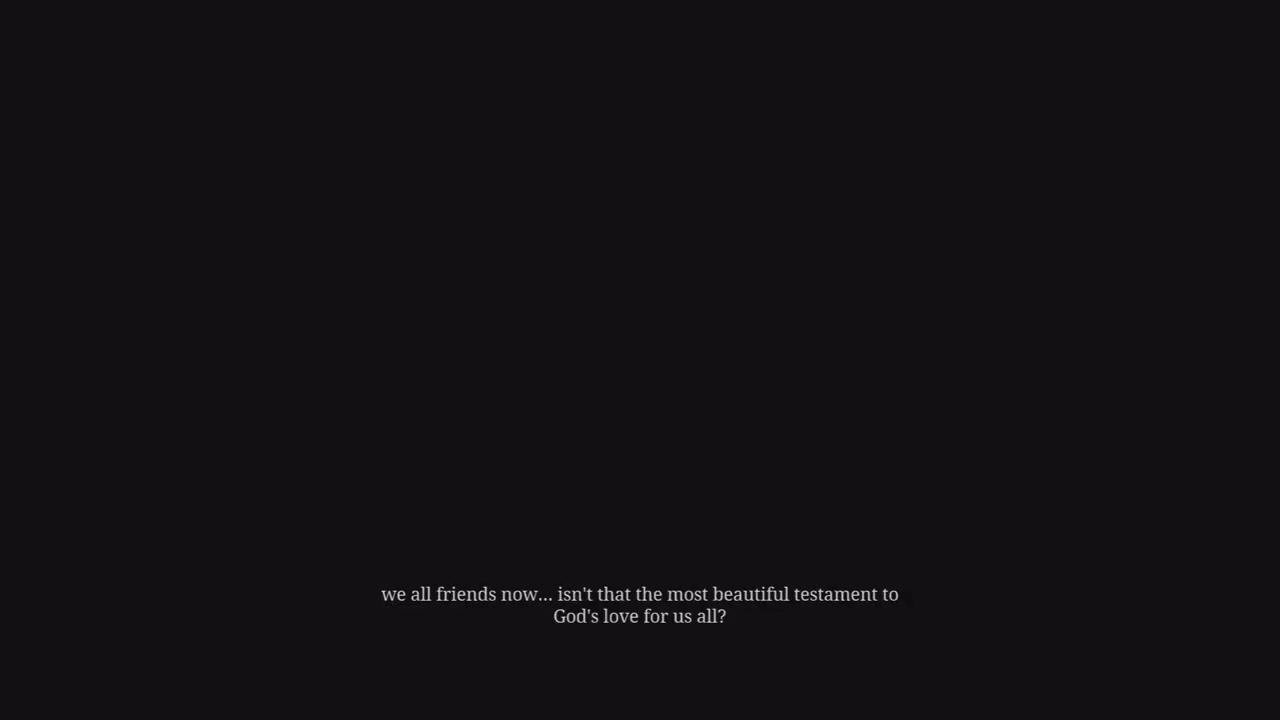 we all friends now... isn't that the most beautiful testament to
God's love for us all?